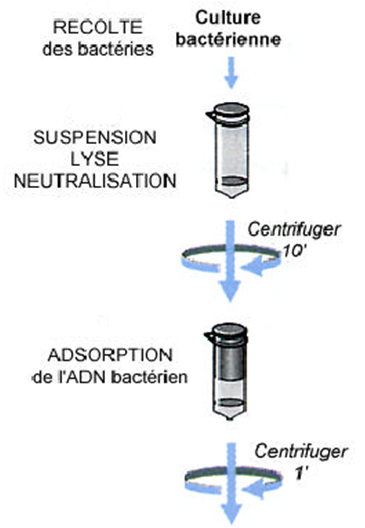 RECOLTE
des bactéries
Culture
bactérienne
SUSPENSION
LYSE
NEUTRALISATION
Centrifuger
10'
ADSORPTION
de l'ADN bactérien
Centrifuger
1'